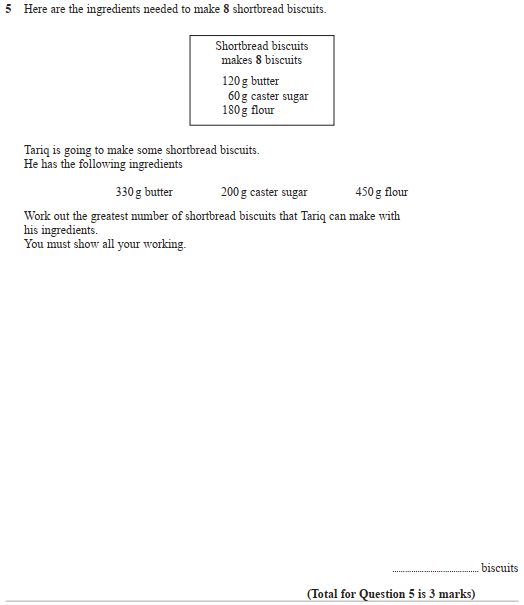 5 Here are the ingredients needed to make 8 shortbread biscuits.
Shortbread biscuits
makes 8 biscuits
120 g butter
60 g caster sugar
180 g flour
Tariq is going to make some shortbread biscuits.
He has the following ingredients
330 g butter 200 g caster sugar 450 g flour
Work out the greatest number of shortbread biscuits that Tariq can make with
his ingredients.
You must show all your working.
........................................ biscuits
(Total for Question 5 is 3 marks)